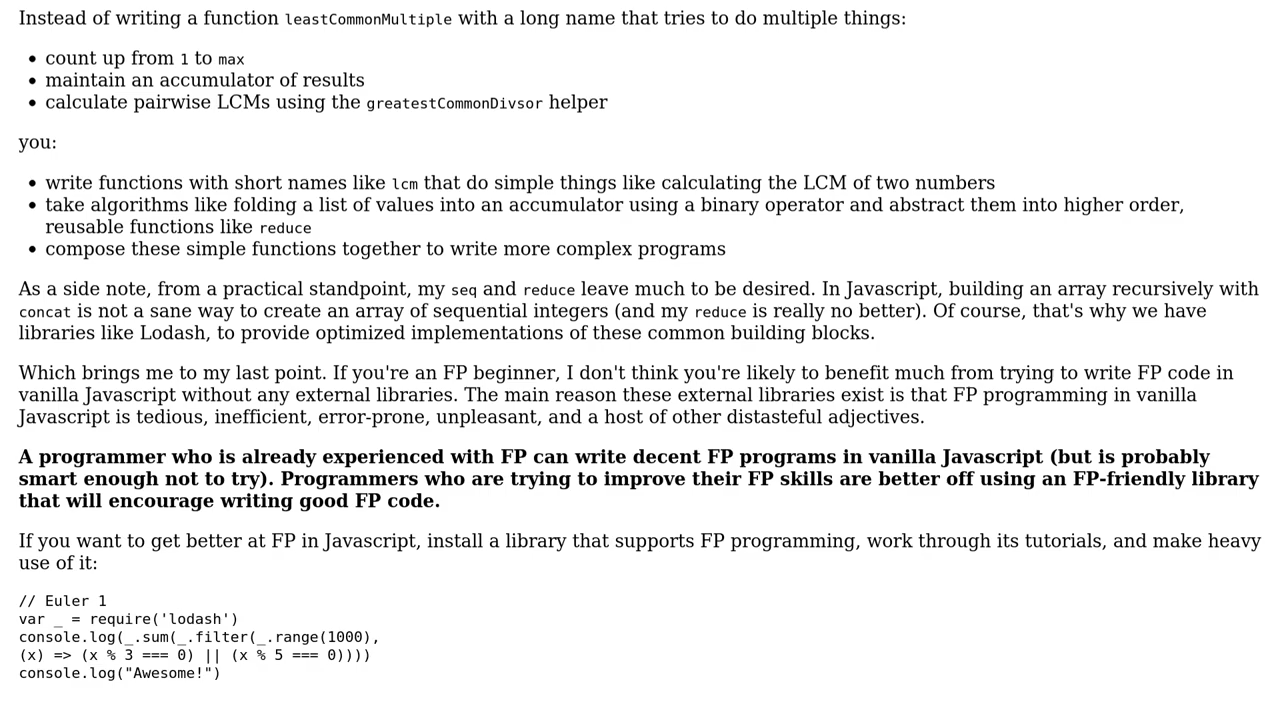 Instead of writing a function leastCommonMultiple with a long name that tries to do multiple things:
• count up from 1 to max
• maintain an accumulator of results
• calculate pairwise LCMs using the greatestCommonDivsor helper
you:
• write functions with short names like lcm that do simple things like calculating the LCM of two numbers
• take algorithms like folding a list of values into an accumulator using a binary operator and abstract them into higher order,
reusable functions like reduce
• compose these simple functions together to write more complex programs
As a side note, from a practical standpoint, my seq and reduce leave much to be desired. In Javascript, building an array recursively with
concat is not a sane way to create an array of sequential integers (and my reduce is really no better). Of course, that's why we have
libraries like Lodash, to provide optimized implementations of these common building blocks.
Which brings me to my last point. If you're an FP beginner, I don't think you're likely to benefit much from trying to write FP code in
vanilla Javascript without any external libraries. The main reason these external libraries exist is that FP programming in vanilla
Javascript is tedious, inefficient, error-prone, unpleasant, and a host of other distasteful adjectives.
A programmer who is already experienced with FP can write decent FP programs in vanilla Javascript (but is probably
smart enough not to try). Programmers who are trying to improve their FP skills are better off using an FP-friendly library
that will encourage writing good FP code.
If you want to get better at FP in Javascript, install a library that supports FP programming, work through its tutorials, and make heavy
use of it:
// Euler 1
var _ = require('lodash')
console.log(_.sum(_.filter(_.range(1000),
(x) => (x % 3 === 0) || (x % 5 === 0))))
console.log("Awesome!")